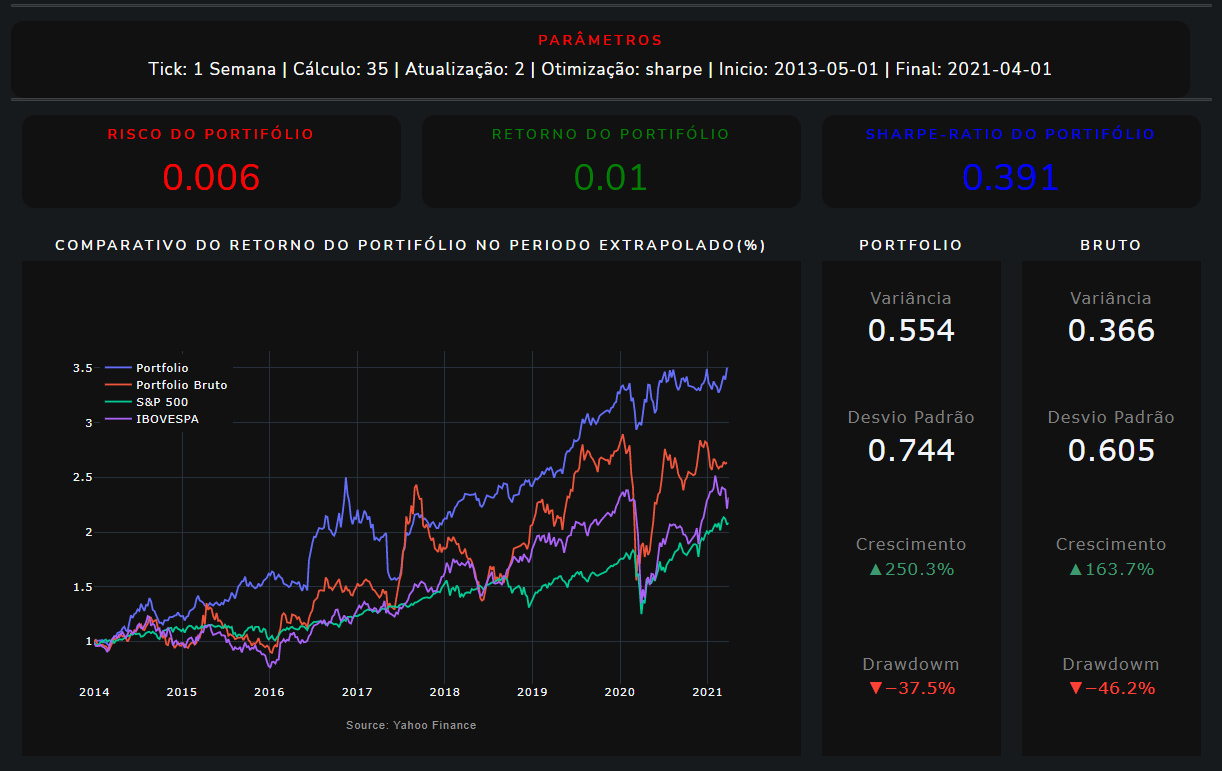 PARÂMETROS
Tick: 1 Semana | Cálculo: 35 | Atualização: 2 | Otimização: sharpe | Inicio: 2013-05-01 | Final: 2021-04-01
RISCO DO PORTIFÓLIO
0.006
RETORNO DO PORTIFÓLIO
0.01
SHARPE-RATIO DO PORTIFÓLIO
0.391
COMPARATIVO DO RETORNO DO PORTIFÓLIO NO PERIODO EXTRAPOLADO(%)
3.5
3
2.5
2
1.5
1
Portfolio
Portfolio Bruto
S&P 500
IBOVESPA
2014 2015 2016 2017 2018 2019 2020 2021
Source: Yahoo Finance
PORTFOLIO
Variância
0.554
Desvio Padrão
0.744
Crescimento
▲250.3%
Drawdowm
▼−37.5%
BRUTO
Variância
0.366
Desvio Padrão
0.605
Crescimento
▲163.7%
Drawdowm
▼−46.2%